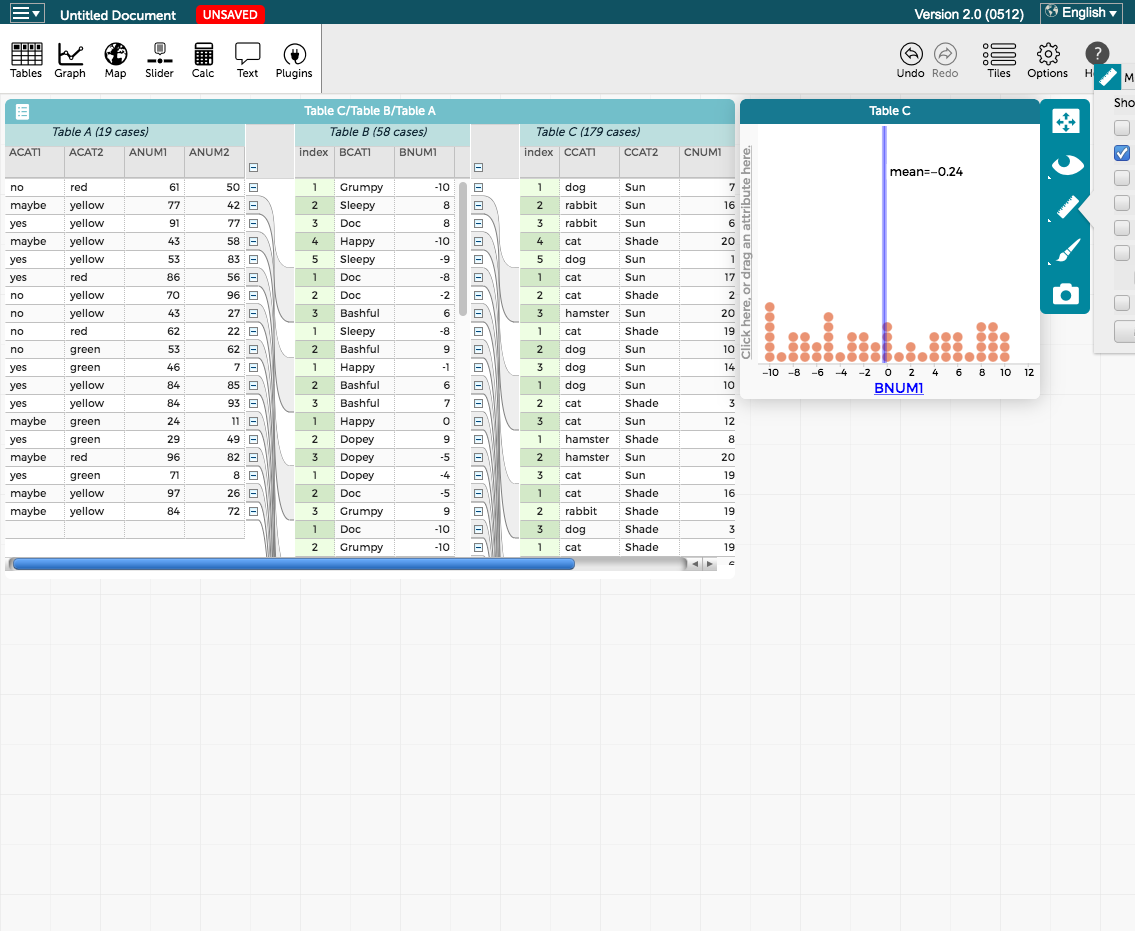 Untitled Document UNSAVED Version 2.0 (0512) English
Tables Graph Map Slider Calc Text Plugins Undo Redo Tiles Options
Table C/Table B/Table A
Table A (19 cases) Table B (58 cases) Table C (179 cases)
ACAT1 ACAT2 ANUM1 ANUM2 index BCAT1 BNUM1 index CCAT1 CCAT2 CNUM1
no red 61 50 1 Grumpy -10 1 dog Sun 7
maybe yellow 77 42 2 Sleepy 8 2 rabbit Sun 16
yes yellow 91 77 3 Doc 8 3 rabbit Sun 6
maybe yellow 43 58 4 Happy -10 4 cat Shade 20
yes yellow 53 83 5 Sleepy -9 5 dog Sun 1
yes red 86 56 1 Doc -8 1 cat Sun 17
no yellow 70 96 2 Doc -2 2 cat Shade 2
no yellow 43 27 3 Bashful 6 3 hamster Sun 20
no red 62 22 1 Sleepy -8 1 cat Shade 19
no green 53 62 2 Bashful 9 2 dog Sun 10
yes green 46 7 1 Happy -1 3 dog Sun 14
yes yellow 84 85 2 Bashful 6 1 dog Sun 10
yes yellow 84 93 3 Bashful 7 2 cat Shade 3
maybe green 24 11 1 Happy 0 3 cat Sun 12
yes green 29 49 2 Dopey 9 1 hamster Shade 8
maybe red 96 82 3 Dopey -5 2 hamster Sun 20
yes green 71 8 1 Dopey -4 3 cat Sun 19
maybe yellow 97 26 2 Doc -5 1 cat Shade 16
maybe yellow 84 72 3 Grumpy 9 2 rabbit Shade 19
1 Doc -10 3 dog Shade 3
2 Grumpy -10 1 cat Shade 19
Table C
mean=−0.24
Click here, or drag an attribute here.
−10 −8 −6 −4 −2 0 2 4 6 8 10 12
BNUM1
?
M
Sho